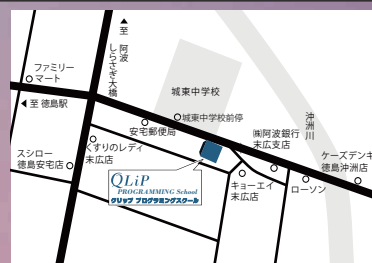 ▲
至 阿波しらさぎ大橋
ファミリー
マート
◀至 徳島駅
城東中学校
城東中学校前停
安宅郵便局
くすりのレディ
末広店
スシロー
徳島安宅店
沖洲川
㈱阿波銀行
末広支店
ケーズデンキ
徳島沖洲店
キョーエイ
末広店
ローソン
QLiP
PROGRAMMING School
クリップ プログラミングスクール